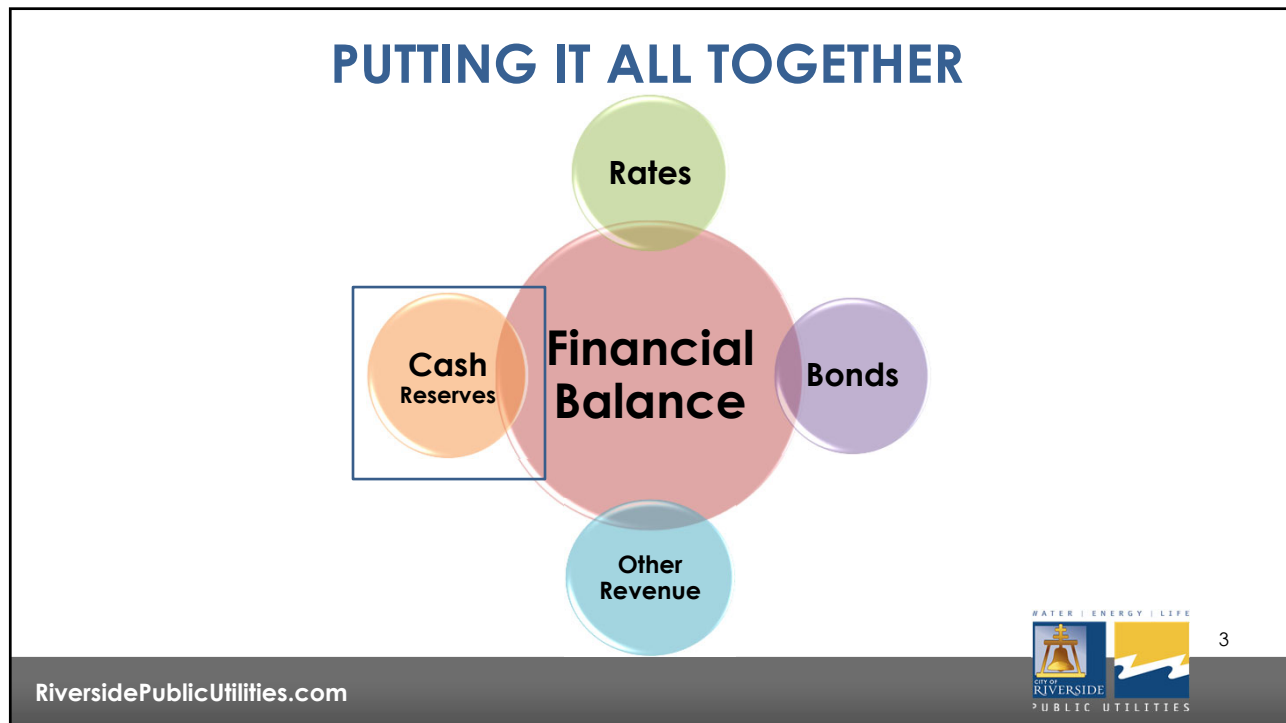 PUTTING IT ALL TOGETHER
Rates
Cash
Reserves
Financial
Balance
Bonds
Other
Revenue
WATER | ENERGY | LIFE
CITY OF
RIVERSIDE
PUBLIC UTILITIES
3
RiversidePublicUtilities.com